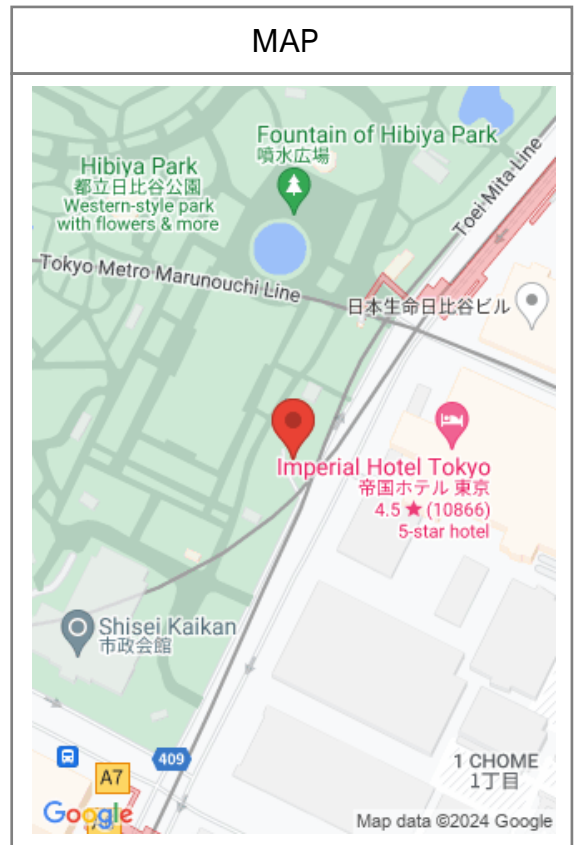 MAP
Fountain of Hibiya Park
噴水広場
Hibiya Park
都立日比谷公園
Western-style park
with flowers & more
Toei Mita Line
Tokyo Metro Marunouchi Line
日本生命日比谷ビル
Imperial Hotel Tokyo
帝国ホテル 東京
4.5 ★ (10866)
5-star hotel
Shisei Kaikan
市政会館
409
A7
1 CHOME
1丁目
Google
Map data ©2024 Google